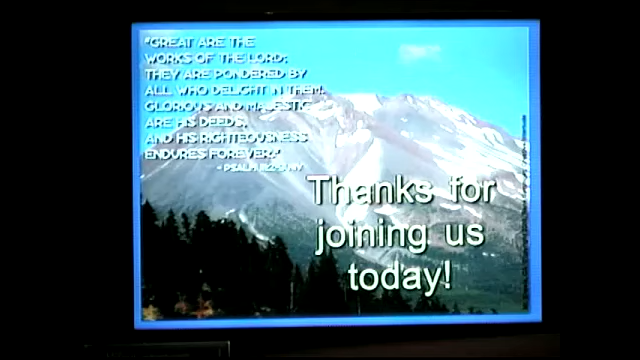 "GREAT ARE THE
WORKS OF THE LORD;
THEY ARE PONDERED BY
ALL WHO DELIGHT IN THEM.
GLORIOUS AND MAJESTIC
ARE HIS DEEDS,
AND HIS RIGHTEOUSNESS
ENDURES FOREVER."
Thanks for
joining us
today!